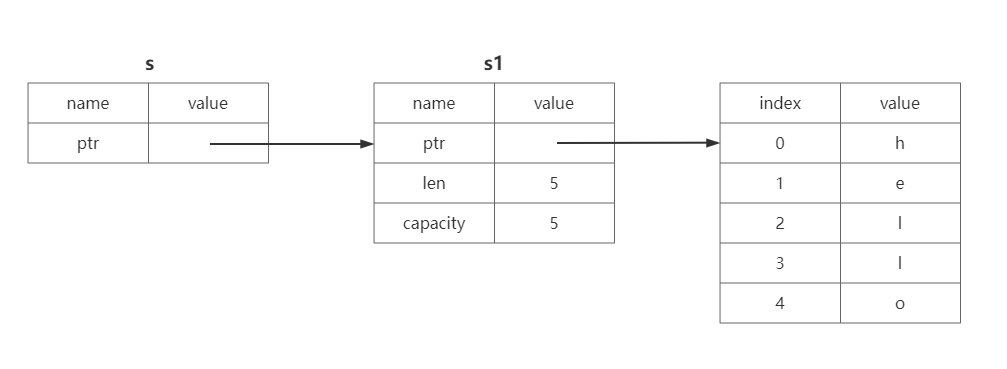 s
name value
ptr
s1
name value
ptr
len 5
capacity 5
index value
0 h
1 e
2 l
3 l
4 o